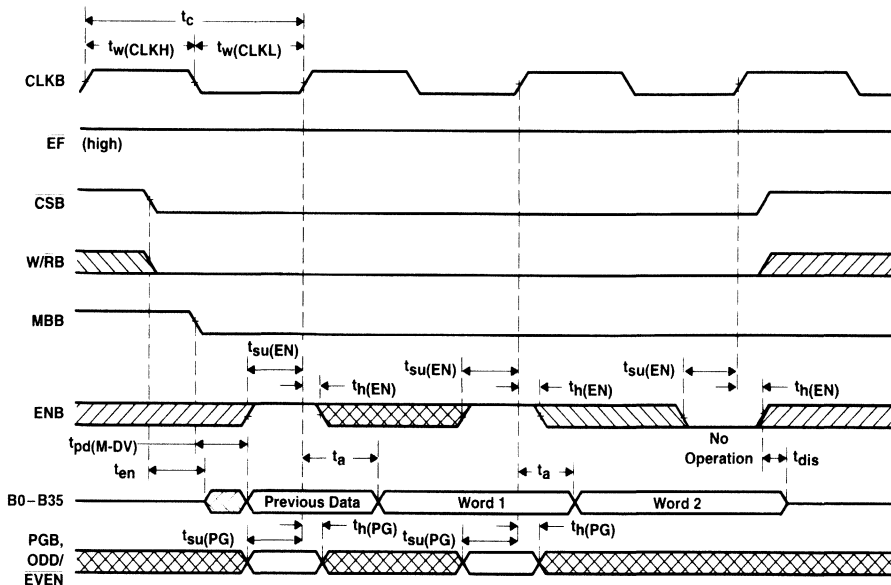 tc
tw(CLKH)
tw(CLKL)
CLKB
EF (high)
CSB
W/RB
MBB
tsu(EN)
tsu(EN)
tsu(EN)
th(EN)
th(EN)
th(EN)
ENB
tpd(M-DV)
No
Operation
ten
ta
ta
tdis
B0–B35
Previous Data
Word 1
Word 2
PGB,
ODD/
EVEN
tsu(PG)
th(PG)
tsu(PG)
th(PG)